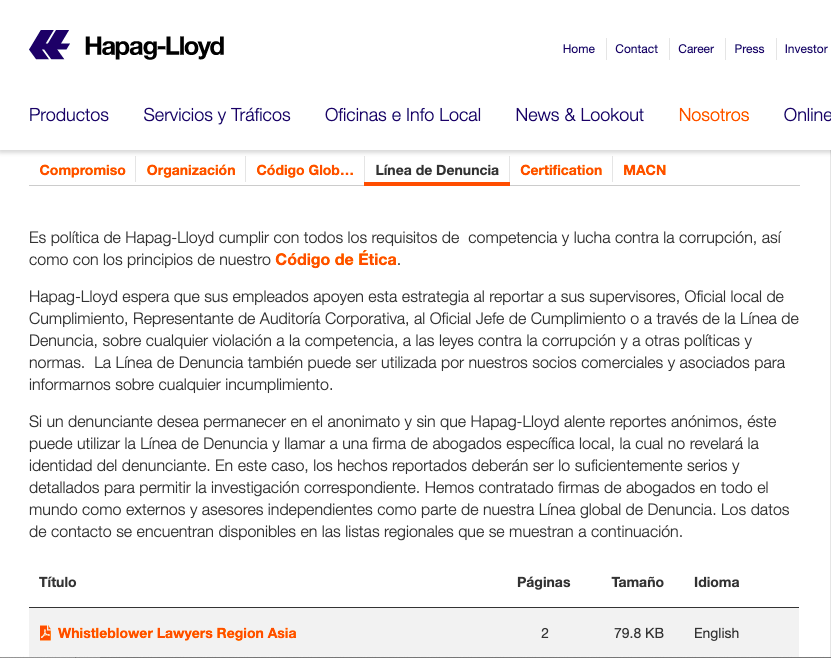 Hapag-Lloyd
Home Contact Career Press Investor
Productos Servicios y Tráficos Oficinas e Info Local News & Lookout Nosotros Online
Compromiso Organización Código Glob... Línea de Denuncia Certification MACN
Es política de Hapag-Lloyd cumplir con todos los requisitos de  competencia y lucha contra la corrupción, así
como con los principios de nuestro Código de Ética.
Hapag-Lloyd espera que sus empleados apoyen esta estrategia al reportar a sus supervisores, Oficial local de
Cumplimiento, Representante de Auditoría Corporativa, al Oficial Jefe de Cumplimiento o a través de la Línea de
Denuncia, sobre cualquier violación a la competencia, a las leyes contra la corrupción y a otras políticas y
normas.  La Línea de Denuncia también puede ser utilizada por nuestros socios comerciales y asociados para
informarnos sobre cualquier incumplimiento.
Si un denunciante desea permanecer en el anonimato y sin que Hapag-Lloyd alente reportes anónimos, éste
puede utilizar la Línea de Denuncia y llamar a una firma de abogados específica local, la cual no revelará la
identidad del denunciante. En este caso, los hechos reportados deberán ser lo suficientemente serios y
detallados para permitir la investigación correspondiente. Hemos contratado firmas de abogados en todo el
mundo como externos y asesores independientes como parte de nuestra Línea global de Denuncia. Los datos
de contacto se encuentran disponibles en las listas regionales que se muestran a continuación.
Título Páginas Tamaño Idioma
Whistleblower Lawyers Region Asia 2 79.8 KB English